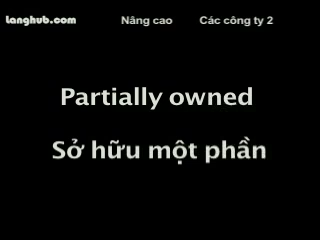 Langhub.com Nâng cao Các công ty 2
Partially owned
Sở hữu một phần